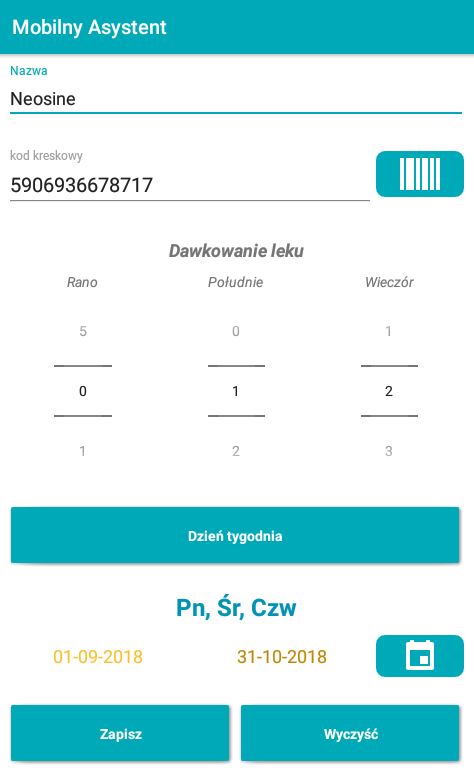 Mobilny Asystent
Nazwa
Neosine
kod kreskowy
5906936678717
Dawkowanie leku
Rano Południe Wieczór
5 0 1
0 1 2
1 2 3
Dzień tygodnia
Pn, Śr, Czw
01-09-2018 31-10-2018
Zapisz Wyczyść